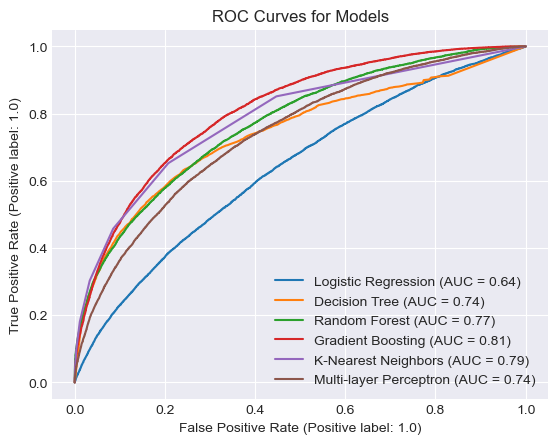 ROC Curves for Models
True Positive Rate (Positive label: 1.0)
1.0
0.8
0.6
0.4
0.2
0.0
Logistic Regression (AUC = 0.64)
Decision Tree (AUC = 0.74)
Random Forest (AUC = 0.77)
Gradient Boosting (AUC = 0.81)
K-Nearest Neighbors (AUC = 0.79)
Multi-layer Perceptron (AUC = 0.74)
0.0 0.2 0.4 0.6 0.8 1.0
False Positive Rate (Positive label: 1.0)